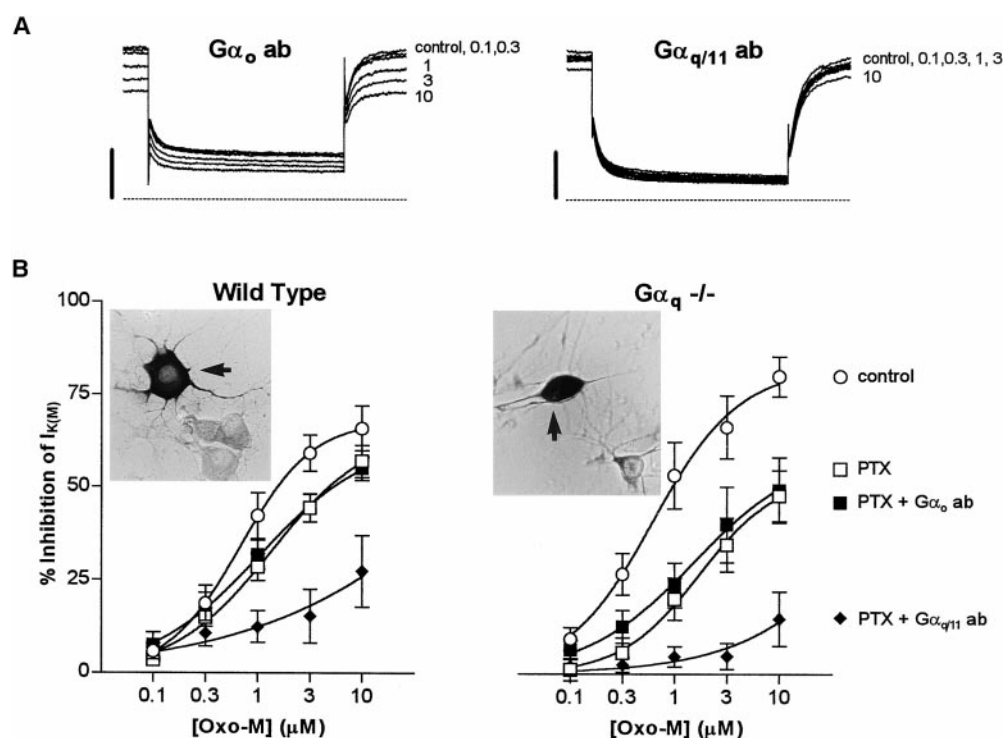 A
Gαo ab
control, 0.1,0.3
1
3
10
Gαq/11 ab
control, 0.1,0.3, 1, 3
10
B
Wild Type
Gαq -/-
100
75
50
25
0
% Inhibition of IK(M)
0.1 0.3 1 3 10
[Oxo-M] (μM)
0.1 0.3 1 3 10
[Oxo-M] (μM)
control
PTX
PTX + Gαo ab
PTX + Gαq/11 ab